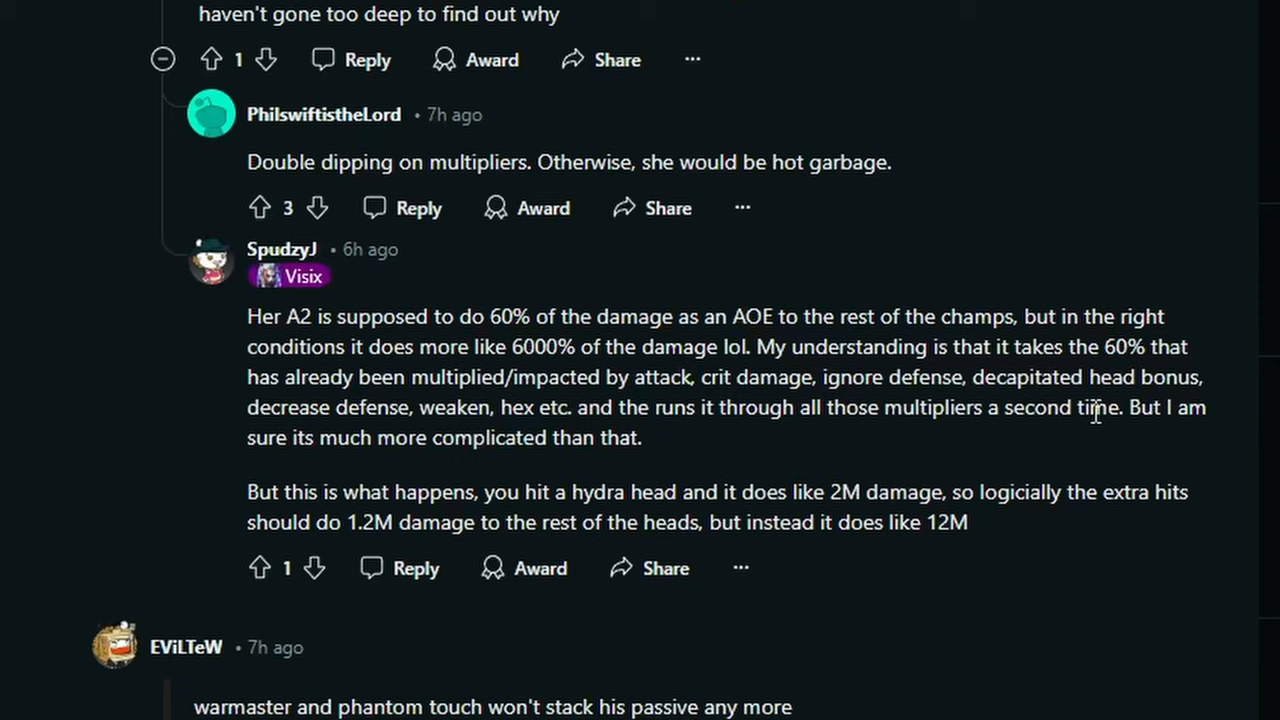 haven't gone too deep to find out why
1 Reply Award Share ...
PhilswiftistheLord • 7h ago
Double dipping on multipliers. Otherwise, she would be hot garbage.
3 Reply Award Share ...
SpudzyJ • 6h ago
Visix
Her A2 is supposed to do 60% of the damage as an AOE to the rest of the champs, but in the right
conditions it does more like 6000% of the damage lol. My understanding is that it takes the 60% that
has already been multiplied/impacted by attack, crit damage, ignore defense, decapitated head bonus,
decrease defense, weaken, hex etc. and the runs it through all those multipliers a second time. But I am
sure its much more complicated than that.
But this is what happens, you hit a hydra head and it does like 2M damage, so logicially the extra hits
should do 1.2M damage to the rest of the heads, but instead it does like 12M
1 Reply Award Share ...
EViLTeW • 7h ago
warmaster and phantom touch won't stack his passive any more